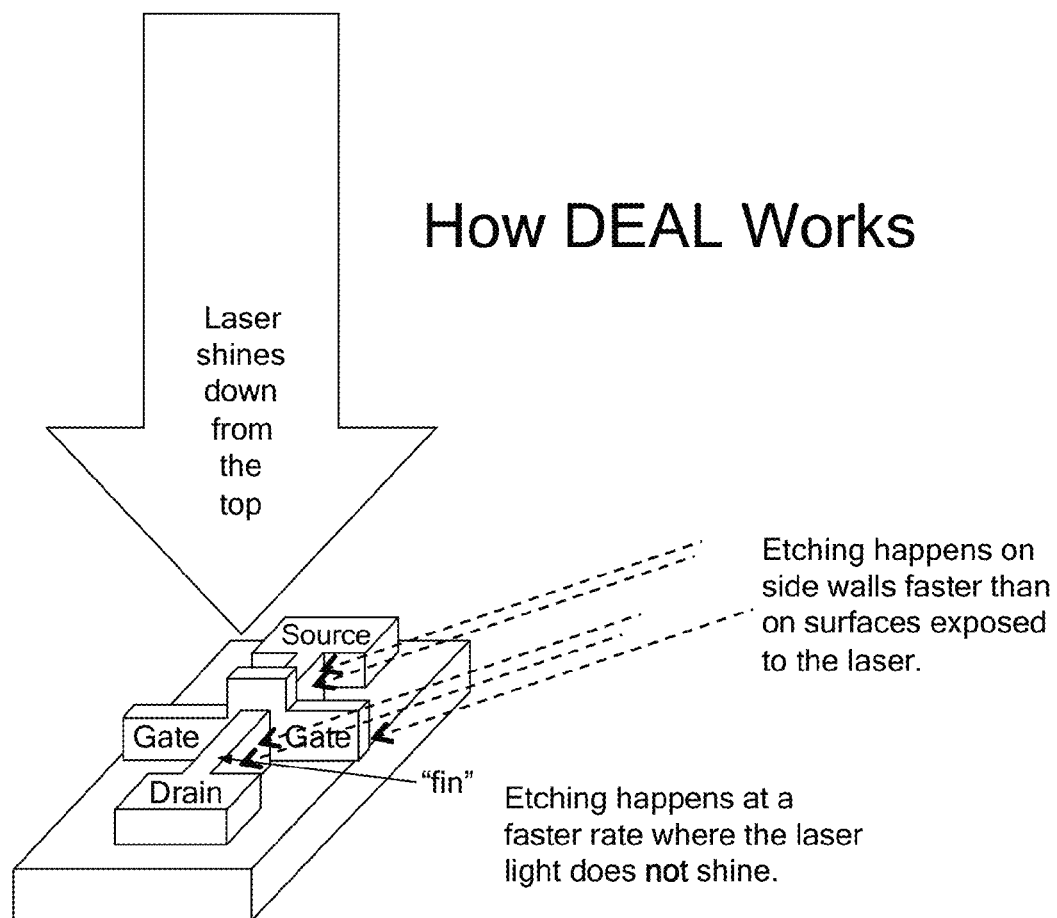 How DEAL Works
Laser
shines
down
from
the
top
Etching happens on
side walls faster than
on surfaces exposed
to the laser.
Source
Gate
Gate
Drain
“fin”
Etching happens at a
faster rate where the laser
light does not shine.